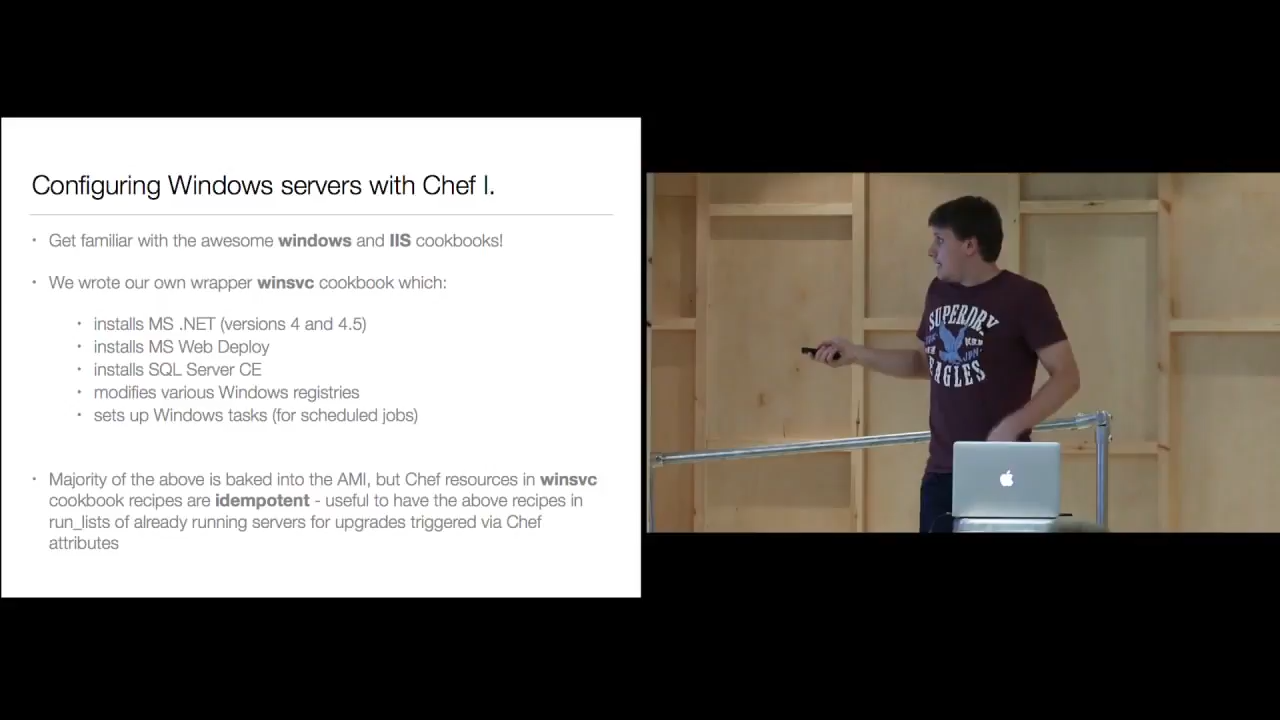 Configuring Windows servers with Chef I.
• Get familiar with the awesome windows and IIS cookbooks!
• We wrote our own wrapper winsvc cookbook which:
• installs MS .NET (versions 4 and 4.5)
• installs MS Web Deploy
• installs SQL Server CE
• modifies various Windows registries
• sets up Windows tasks (for scheduled jobs)
• Majority of the above is baked into the AMI, but Chef resources in winsvc
cookbook recipes are idempotent - useful to have the above recipes in
run_lists of already running servers for upgrades triggered via Chef
attributes
SUPERDRY
EAGLES